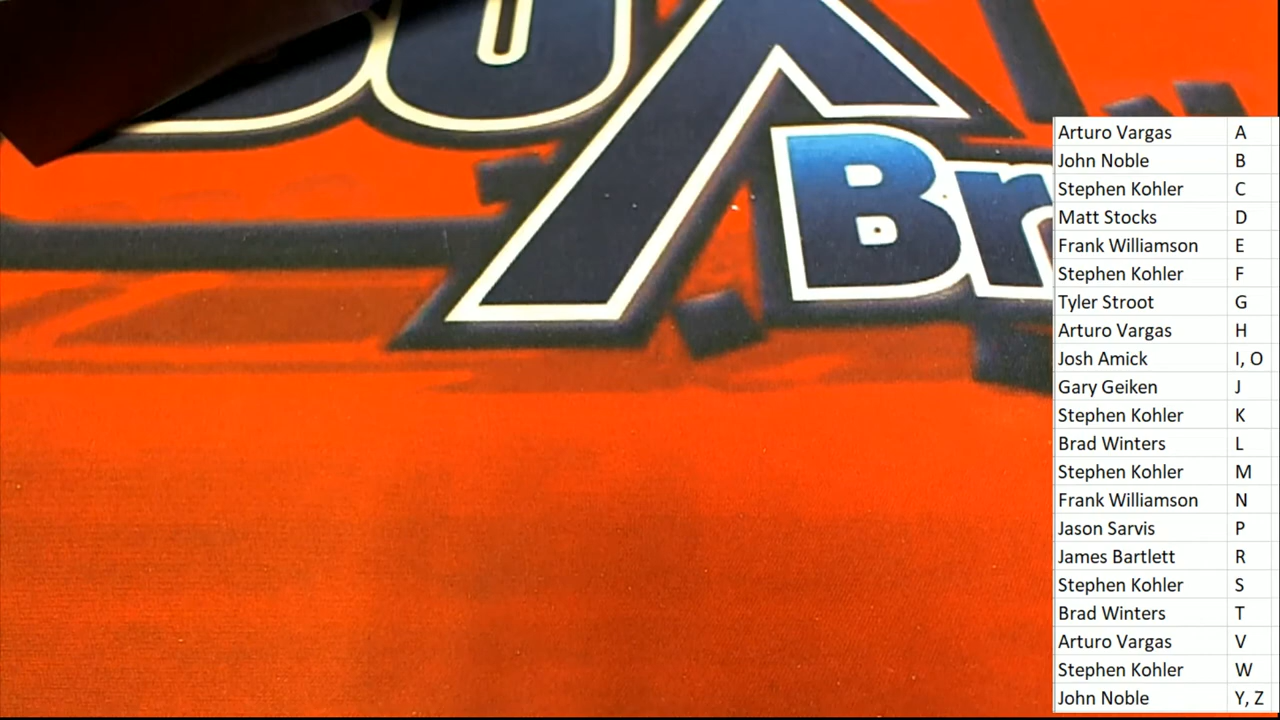 Br
Arturo Vargas A
John Noble B
Stephen Kohler C
Matt Stocks D
Frank Williamson E
Stephen Kohler F
Tyler Stroot G
Arturo Vargas H
Josh Amick I, O
Gary Geiken J
Stephen Kohler K
Brad Winters L
Stephen Kohler M
Frank Williamson N
Jason Sarvis P
James Bartlett R
Stephen Kohler S
Brad Winters T
Arturo Vargas V
Stephen Kohler W
John Noble Y, Z